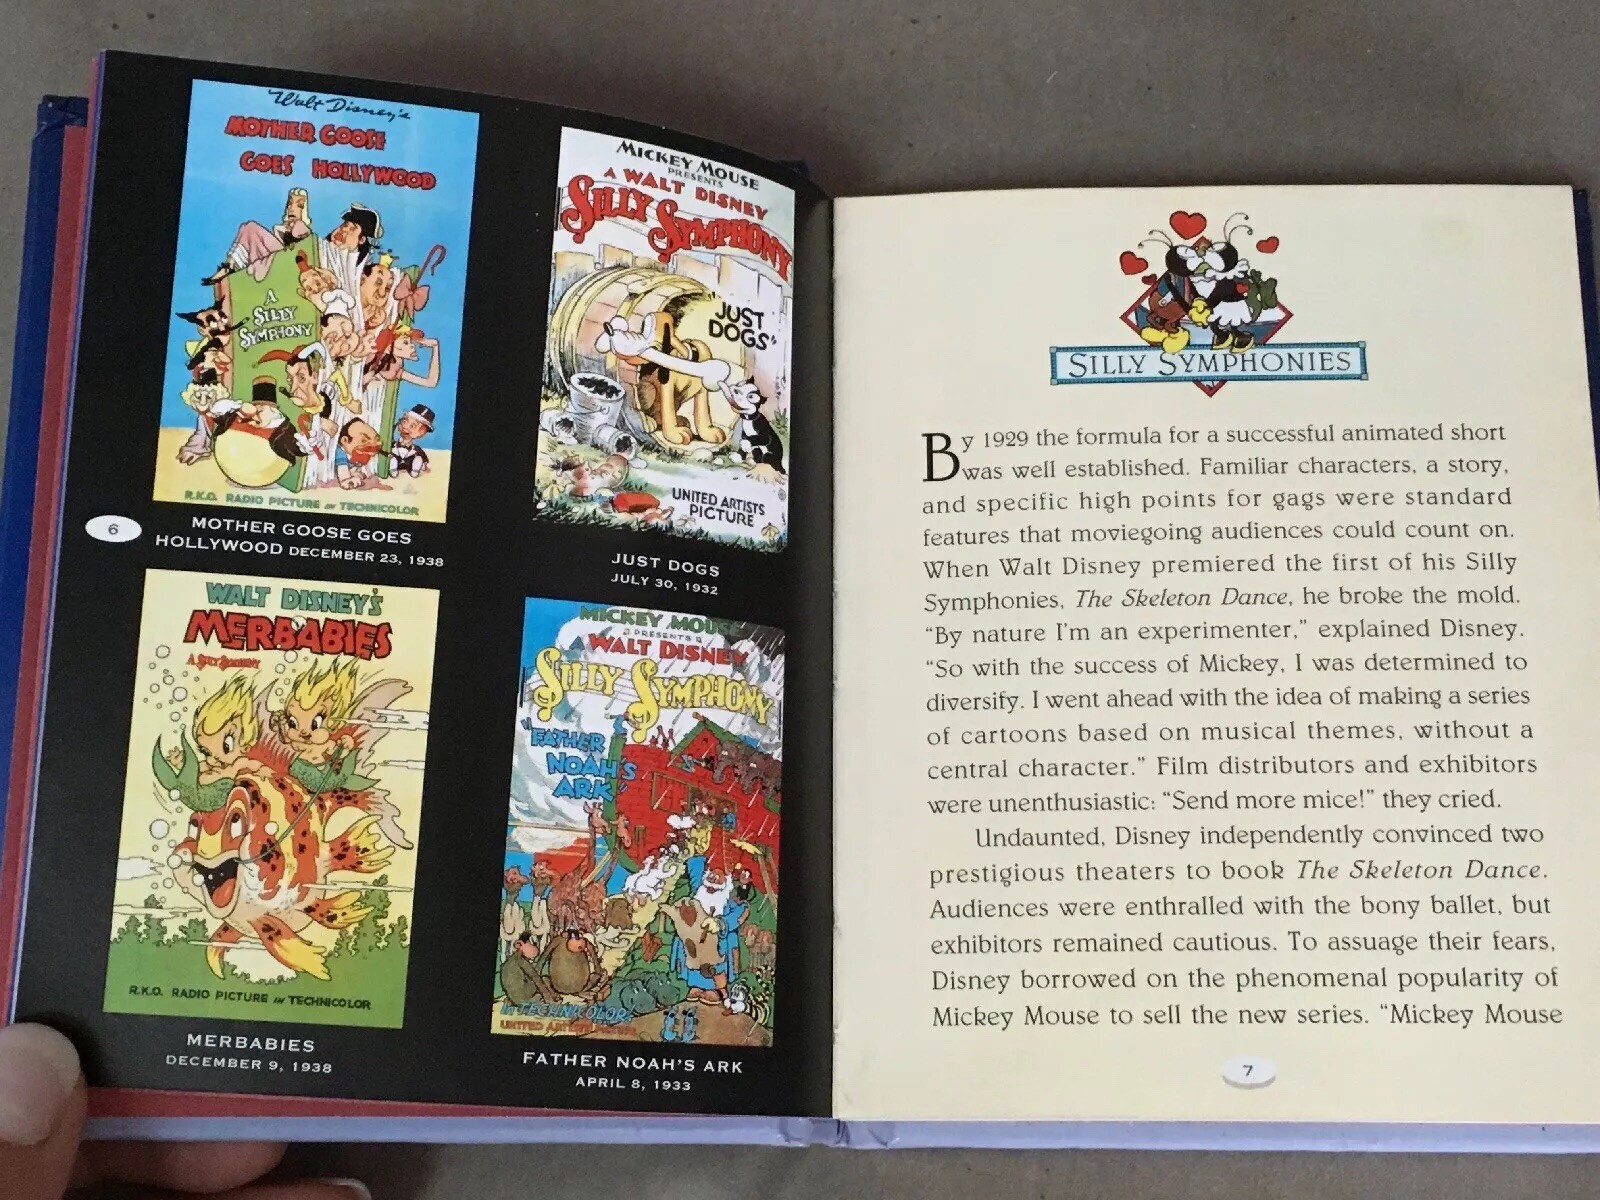 Walt Disney's
MOTHER GOOSE
GOES HOLLYWOOD
A
SILLY
SYMPHONY
R.K.O. RADIO PICTURE IN TECHNICOLOR
6
MOTHER GOOSE GOES
HOLLYWOOD DECEMBER 23, 1938
MICKEY MOUSE
PRESENTS
A WALT DISNEY
SILLY
SYMPHONY
"JUST
DOGS"
UNITED ARTISTS
PICTURE
JUST DOGS
JULY 30, 1932
WALT DISNEY'S
MERBABIES
A SILLY SYMPHONY
R.K.O. RADIO PICTURE IN TECHNICOLOR
MERBABIES
DECEMBER 9, 1938
MICKEY MOUSE
PRESENTS
A WALT DISNEY
SILLY SYMPHONY
"FATHER
NOAH'S
ARK"
IN TECHNICOLOR!
UNITED ARTISTS PICTURE
FATHER NOAH'S ARK
APRIL 8, 1933
SILLY SYMPHONIES
By 1929 the formula for a successful animated short
was well established. Familiar characters, a story,
and specific high points for gags were standard
features that moviegoing audiences could count on.
When Walt Disney premiered the first of his Silly
Symphonies, The Skeleton Dance, he broke the mold.
“By nature I’m an experimenter,” explained Disney.
“So with the success of Mickey, I was determined to
diversify. I went ahead with the idea of making a series
of cartoons based on musical themes, without a
central character.” Film distributors and exhibitors
were unenthusiastic: “Send more mice!” they cried.
Undaunted, Disney independently convinced two
prestigious theaters to book The Skeleton Dance.
Audiences were enthralled with the bony ballet, but
exhibitors remained cautious. To assuage their fears,
Disney borrowed on the phenomenal popularity of
Mickey Mouse to sell the new series. “Mickey Mouse
7